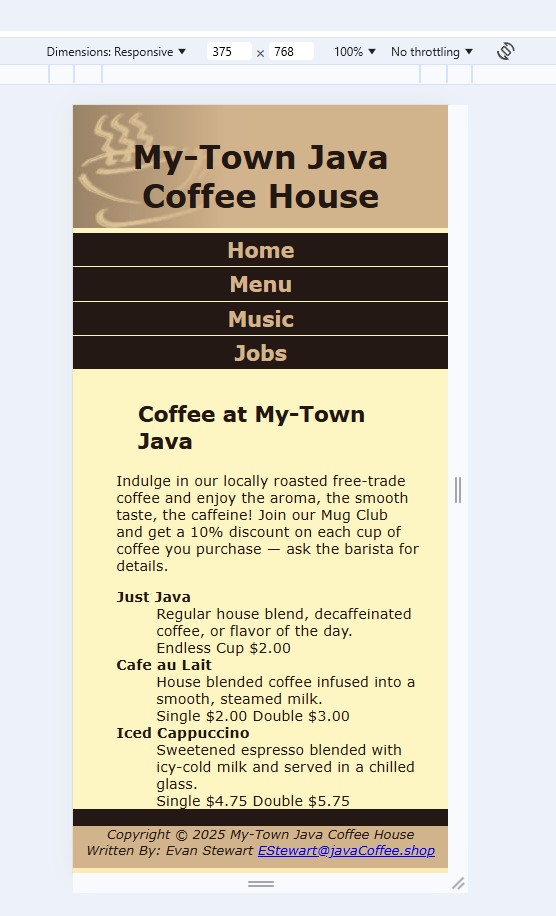 Dimensions: Responsive 375 × 768 100% No throttling
My-Town Java
Coffee House
Home
Menu
Music
Jobs
Coffee at My-Town
Java
Indulge in our locally roasted free-trade
coffee and enjoy the aroma, the smooth
taste, the caffeine! Join our Mug Club
and get a 10% discount on each cup of
coffee you purchase — ask the barista for
details.
Just Java
Regular house blend, decaffeinated
coffee, or flavor of the day.
Endless Cup $2.00
Cafe au Lait
House blended coffee infused into a
smooth, steamed milk.
Single $2.00 Double $3.00
Iced Cappuccino
Sweetened espresso blended with
icy-cold milk and served in a chilled
glass.
Single $4.75 Double $5.75
Copyright © 2025 My-Town Java Coffee House
Written By: Evan Stewart EStewart@javaCoffee.shop